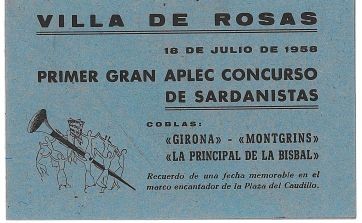 VILLA DE ROSAS
18 DE JULIO de 1958
PRIMER GRAN APLEC CONCURSO
DE SARDANISTAS
COBLAS:
«GIRONA» - «MONTGRINS»
«LA PRINCIPAL DE LA BISBAL»
Recuerdo de una fecha memorable en el
marco encantador de la Plaza del Caudillo.